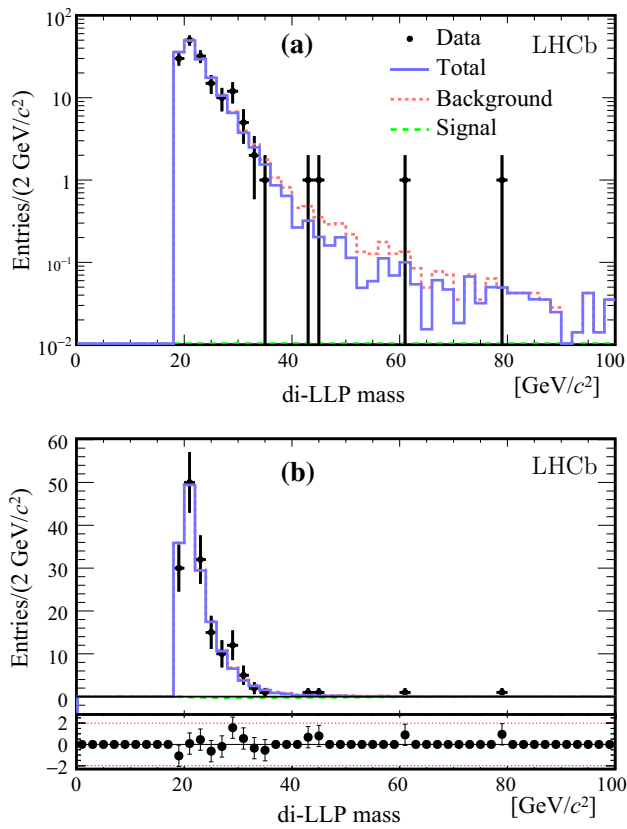 (a)
LHCb
Data
Total
Background
Signal
Entries/(2 GeV/c²)
10²
10
1
10⁻¹
10⁻²
0 20 40 60 80 100
di-LLP mass [GeV/c²]
(b)
LHCb
Entries/(2 GeV/c²)
60
50
40
30
20
10
0
2
0
−2
0 20 40 60 80 100
di-LLP mass [GeV/c²]